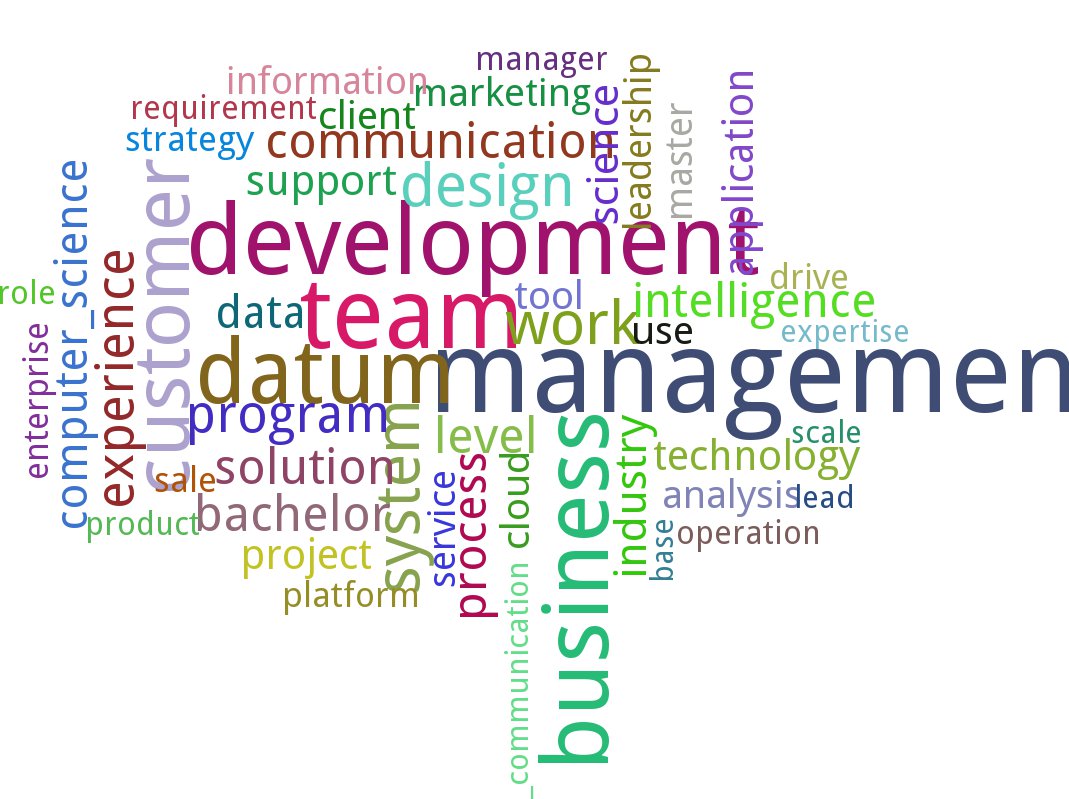 manager
information
marketing
requirement
client
strategy
communication
science
leadership
master
application
support
design
computer_science
customer
development
experience
role
drive
data
team
tool
intelligence
work
use
expertise
enterprise
datum
managemen
program
system
level
business
industry
scale
technology
solution
sale
process
cloud
service
analysis
lead
product
bachelor
base
operation
project
platform
_communication